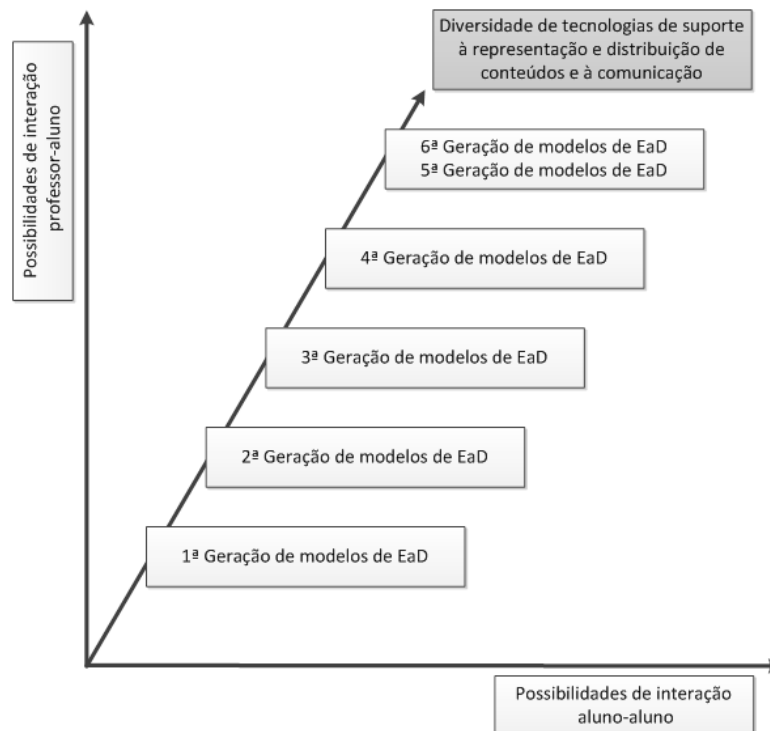 Diversidade de tecnologias de suporte
à representação e distribuição de
conteúdos e à comunicação
Possibilidades de interação
professor-aluno
6ª Geração de modelos de EaD
5ª Geração de modelos de EaD
4ª Geração de modelos de EaD
3ª Geração de modelos de EaD
2ª Geração de modelos de EaD
1ª Geração de modelos de EaD
Possibilidades de interação
aluno-aluno